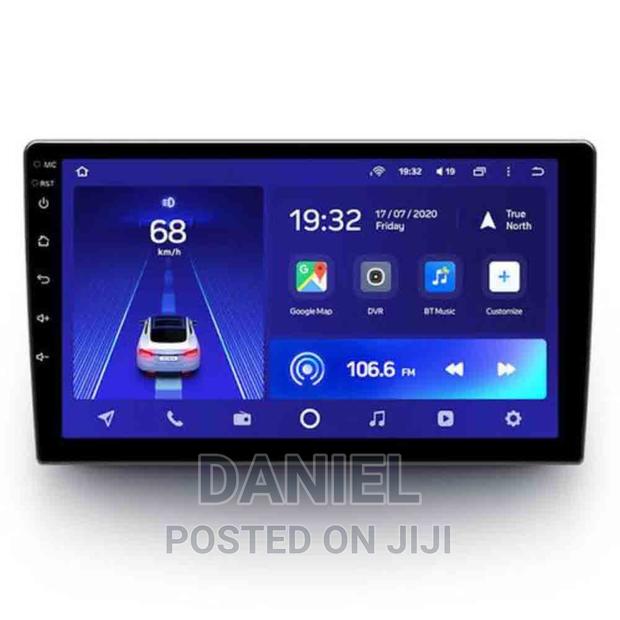 MIC
RST
19:32 19
68
km/h
19:32
17/07/2020
Friday
True
North
Google Map DVR BT Music Customize
106.6 FM
DANIEL
POSTED ON JIJI